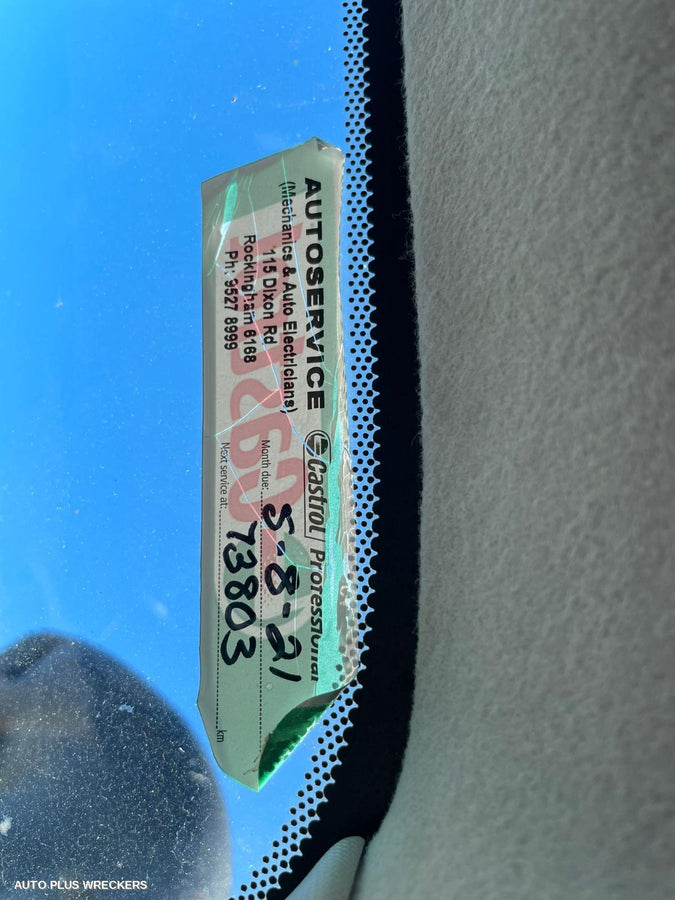 AUTOSERVICE
(Mechanics & Auto Electricians)
115 Dixon Rd
Rockingham 6168
Ph: 9527 8999
Castrol Professional
Month due: 5-8-21
Next service at: 73803 km
AUTO PLUS WRECKERS